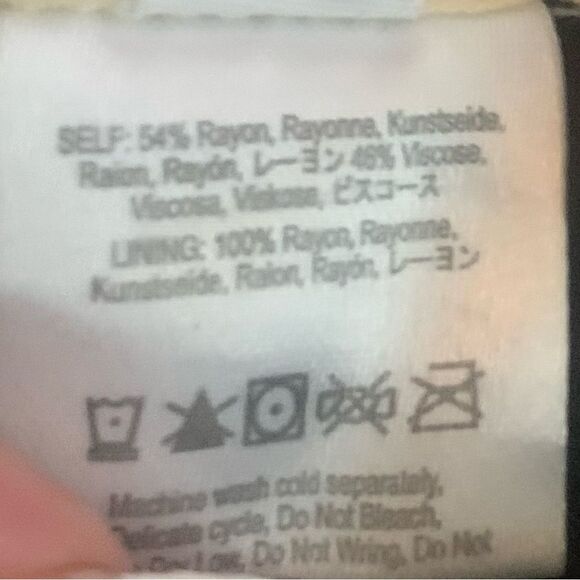 SELF: 54% Rayon, Rayonne, Kunstseide,
Raion, Rayón, レーヨン 46% Viscose,
Viscosa, Viskose, ビスコース
LINING: 100% Rayon, Rayonne,
Kunstseide, Raion, Rayón, レーヨン
Machine wash cold separately,
Delicate cycle, Do Not Bleach,
Dry Low, Do Not Wring, Do Not